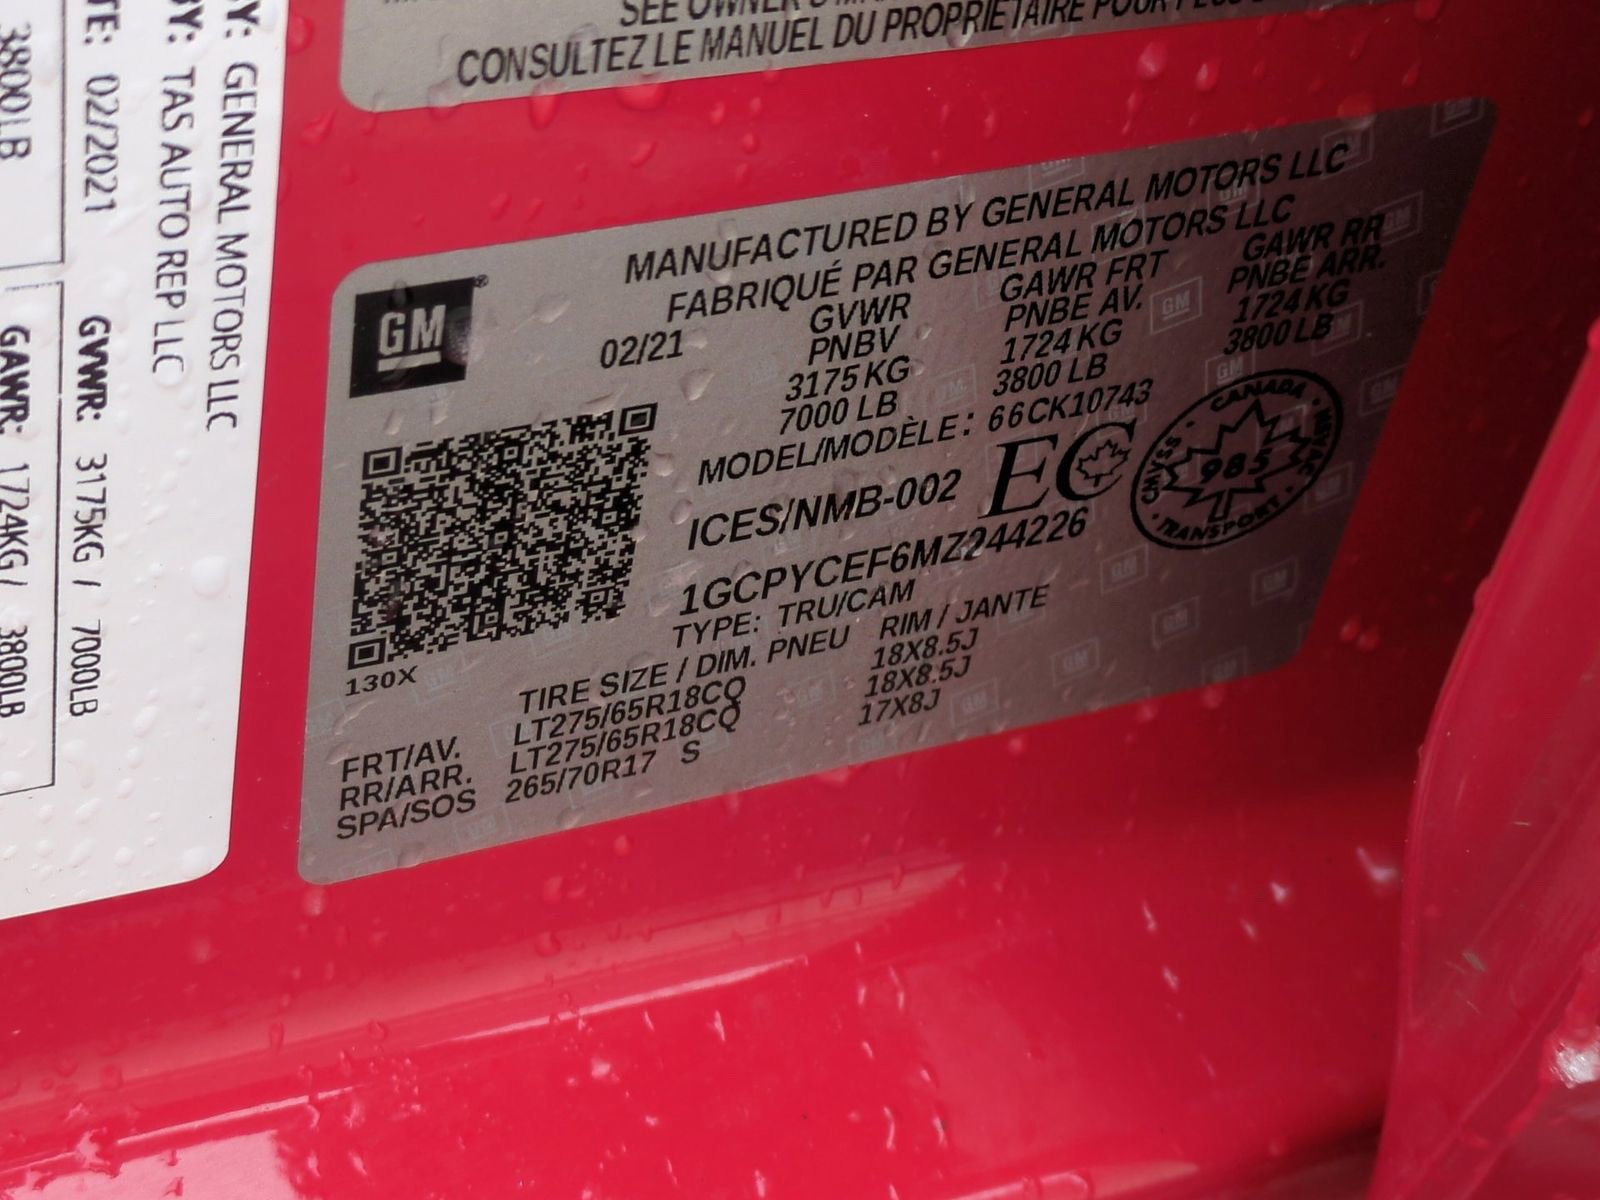 CONSULTEZ LE MANUEL DU PROPRIÉTAIRE POUR
MANUFACTURED BY GENERAL MOTORS LLC
FABRIQUÉ PAR GENERAL MOTORS LLC
GM®
02/21
GVWR GAWR FRT GAWR RR
PNBV PNBE AV. PNBE ARR.
3175 KG 1724 KG 1724 KG
7000 LB 3800 LB 3800 LB
MODEL/MODÈLE: 66CK10743
ICES/NMB-002 EC
CANADA
CMVSS 985 NSVAC
TRANSPORT
1GCPYCEF6MZ244226
TYPE: TRU/CAM
130X
TIRE SIZE / DIM. PNEU RIM / JANTE
FRT/AV. LT275/65R18CQ 18X8.5J
RR/ARR. LT275/65R18CQ 18X8.5J
SPA/SOS 265/70R17 S 17X8J
BY: GENERAL MOTORS LLC
BY: TAS AUTO REP LLC
02/2021 GVWR: 3175KG / 7000LB
3800LB GAWR: 1724KG / 3800LB